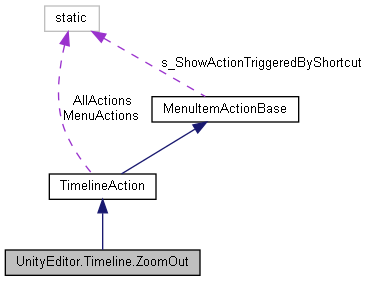 static
s_ShowActionTriggeredByShortcut
AllActions
MenuActions
MenuItemActionBase
TimelineAction
UnityEditor.Timeline.ZoomOut